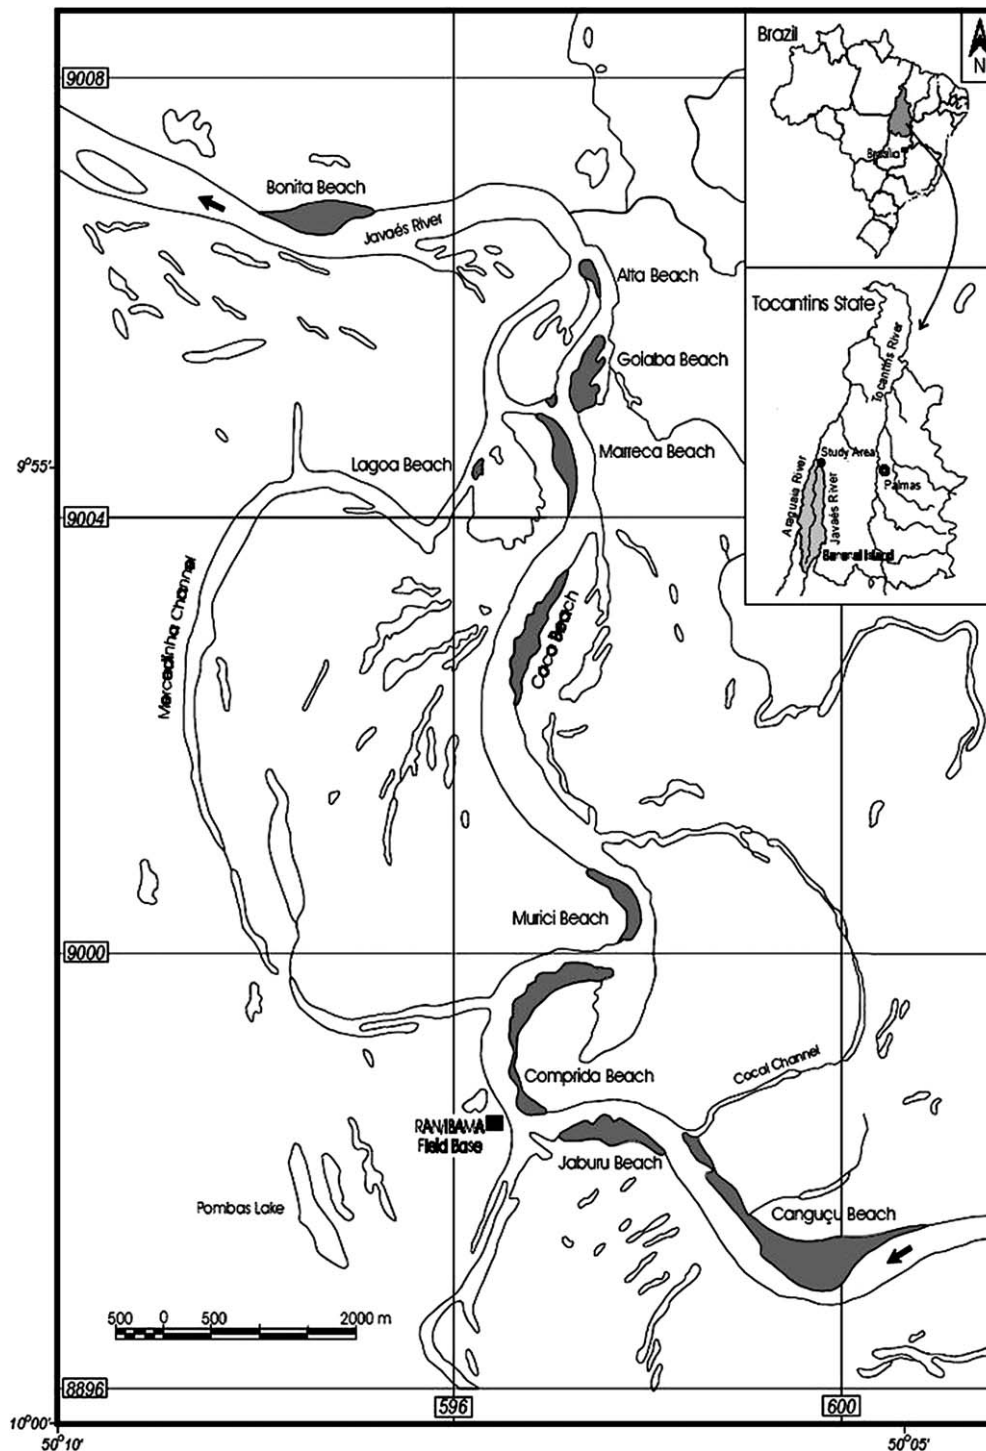 Brazil
N
9008
Brasília
Bonita Beach
Javaés River
Alta Beach
Tocantins State
Tocantins River
Goiaba Beach
Marreca Beach
Lagoa Beach
9°55'
Study Area
Palmas
Araguaia River
Javaés River
Bananal Island
9004
Mercedinha Channel
Coco Beach
Murici Beach
9000
Cocal Channel
Comprida Beach
RAN/IBAMA
Field Base
Jaburu Beach
Pombas Lake
Canguçu Beach
500 0 500 2000 m
8896
596
600
10°00'
50°10'
50°05'